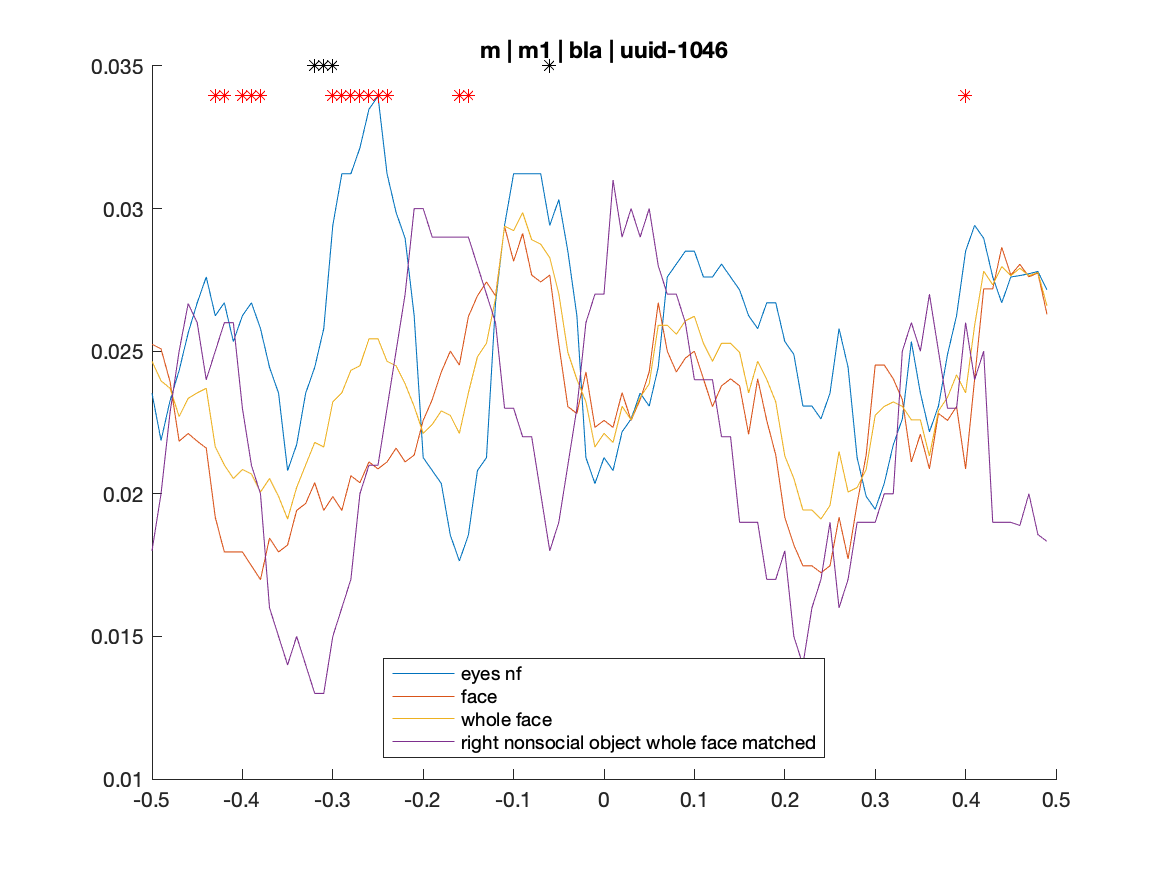 m | m1 | bla | uuid-1046
0.035
0.03
0.025
0.02
0.015
0.01
-0.5 -0.4 -0.3 -0.2 -0.1 0 0.1 0.2 0.3 0.4 0.5
eyes nf
face
whole face
right nonsocial object whole face matched